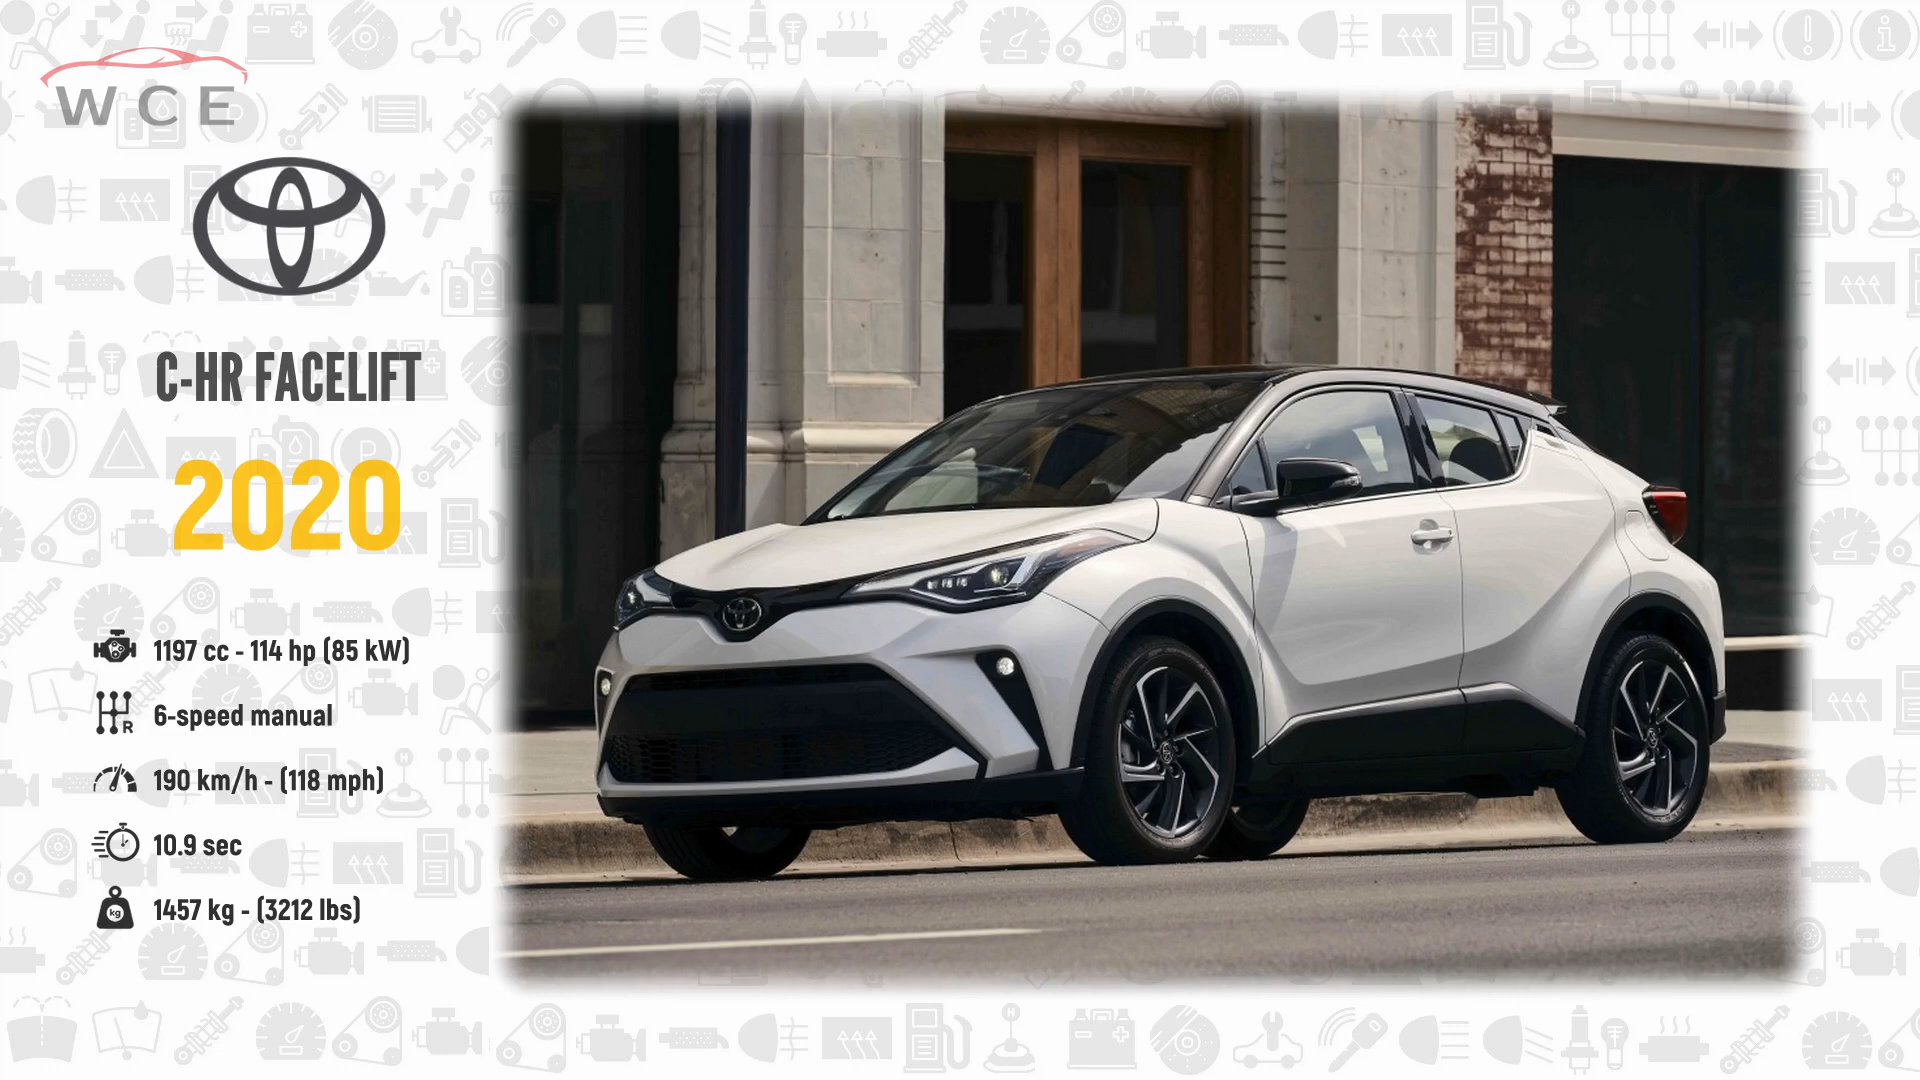 WCE
C-HR FACELIFT
2020
1197 cc - 114 hp (85 kW)
R
6-speed manual
190 km/h - (118 mph)
10.9 sec
kg
1457 kg - (3212 lbs)